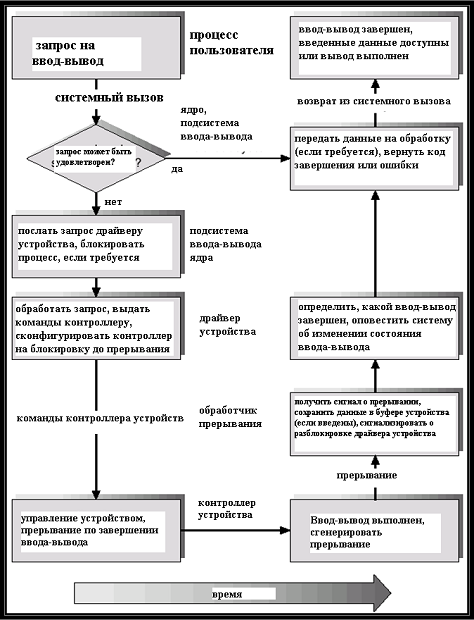 запрос на
ввод-вывод
процесс
пользователя
ввод-вывод завершен,
введенные данные доступны
или вывод выполнен
системный вызов
ядро,
подсистема
ввода-вывода
возврат из системного вызова
запрос может быть
удовлетворен?
?
да
передать данные на обработку
(если требуется), вернуть код
завершения или ошибки
нет
послать запрос драйверу
устройства, блокировать
процесс, если требуется
подсистема
ввода-вывода
ядра
обработать запрос, выдать
команды контроллеру,
сконфигурировать контроллер
на блокировку до прерывания
драйвер
устройства
определить, какой ввод-вывод
завершен, оповестить систему
об изменении состояния
ввода-вывода
команды контроллера устройств
обработчик
прерывания
получить сигнал о прерывании,
сохранить данные в буфере устройства
(если введены), сигнализировать о
разблокировке драйвера устройства
прерывание
управление устройством,
прерывание по завершении
ввода-вывода
контроллер
устройства
Ввод-вывод выполнен,
сгенерировать
прерывание
время